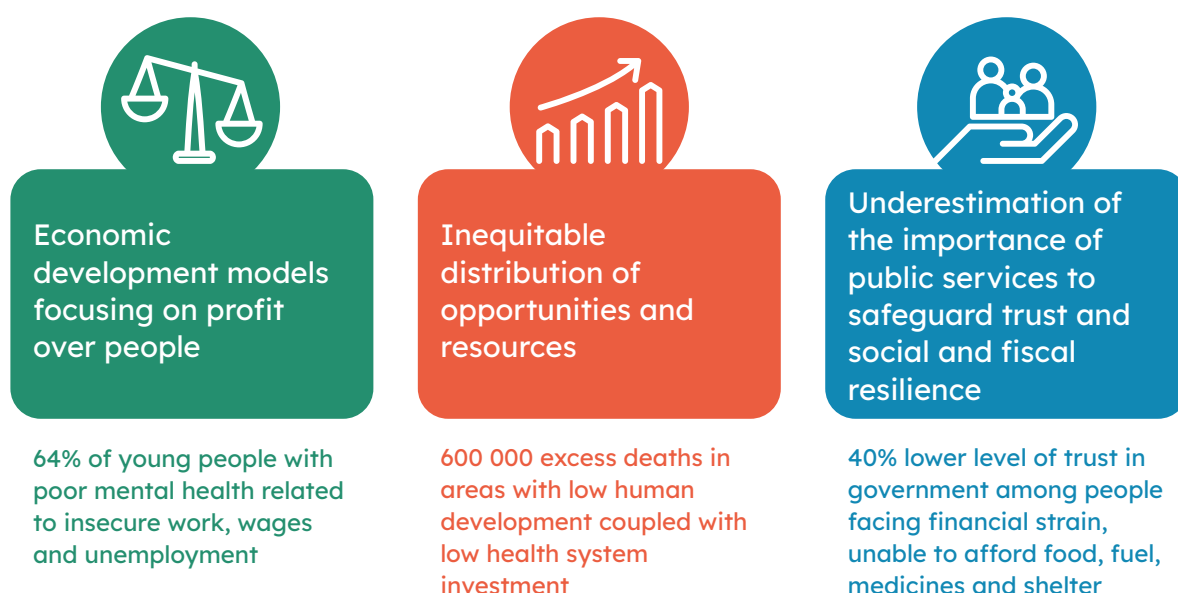 Economic
development models
focusing on profit
over people
64% of young people with
poor mental health related
to insecure work, wages
and unemployment
Inequitable
distribution of
opportunities and
resources
600 000 excess deaths in
areas with low human
development coupled with
low health system
investment
Underestimation of
the importance of
public services to
safeguard trust and
social and fiscal
resilience
40% lower level of trust in
government among people
facing financial strain,
unable to afford food, fuel,
medicines and shelter